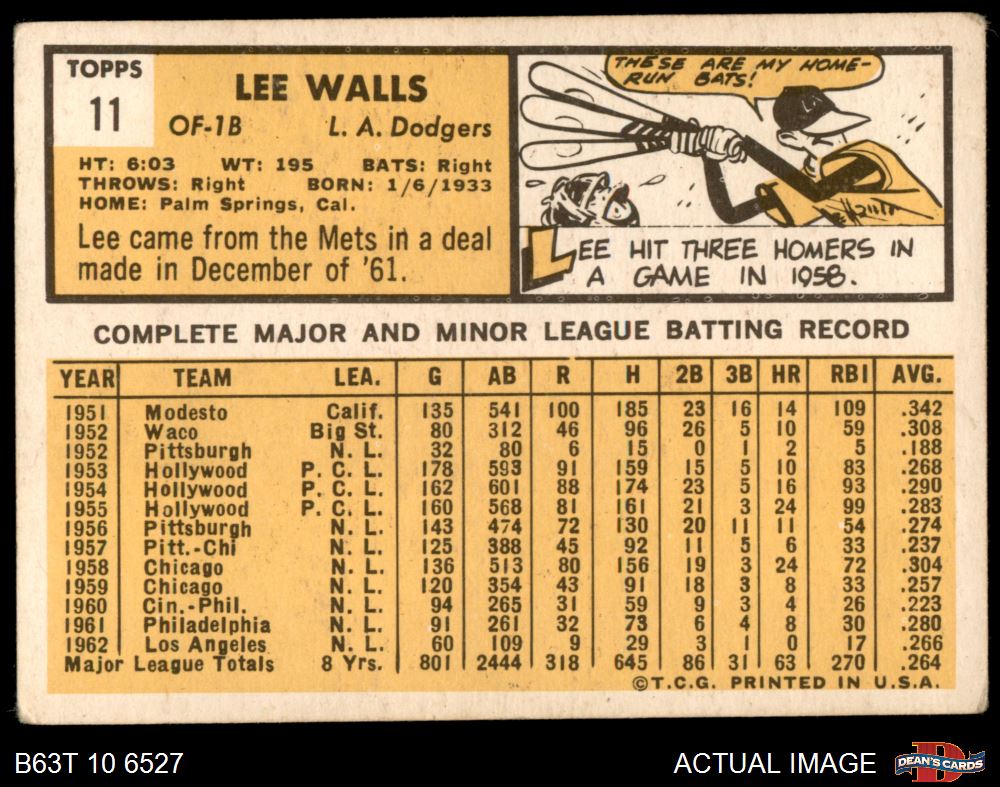 TOPPS
11
LEE WALLS
OF-1B L. A. Dodgers
HT: 6:03 WT: 195 BATS: Right
THROWS: Right BORN: 1/6/1933
HOME: Palm Springs, Cal.
Lee came from the Mets in a deal
made in December of '61.
THESE ARE MY HOME-
RUN BATS!
LEE HIT THREE HOMERS IN
A GAME IN 1958.
COMPLETE MAJOR AND MINOR LEAGUE BATTING RECORD
YEAR TEAM LEA. G AB R H 2B 3B HR RBI AVG.
1951 Modesto Calif. 135 541 100 185 23 16 14 109 .342
1952 Waco Big St. 80 312 46 96 26 5 10 59 .308
1952 Pittsburgh N. L. 32 80 6 15 0 1 2 5 .188
1953 Hollywood P. C. L. 178 593 91 159 15 5 10 83 .268
1954 Hollywood P. C. L. 162 601 88 174 23 5 16 93 .290
1955 Hollywood P. C. L. 160 568 81 161 21 3 24 99 .283
1956 Pittsburgh N. L. 143 474 72 130 20 11 11 54 .274
1957 Pitt.-Chi N. L. 125 388 45 92 11 5 6 33 .237
1958 Chicago N. L. 136 513 80 156 19 3 24 72 .304
1959 Chicago N. L. 120 354 43 91 18 3 8 33 .257
1960 Cin.-Phil. N. L. 94 265 31 59 9 3 4 26 .223
1961 Philadelphia N. L. 91 261 32 73 6 4 8 30 .280
1962 Los Angeles N. L. 60 109 9 29 3 1 0 17 .266
Major League Totals 8 Yrs. 801 2444 318 645 86 31 63 270 .264
©T.C.G. PRINTED IN U.S.A.
B63T 10 6527 ACTUAL IMAGE DEAN'S CARDS